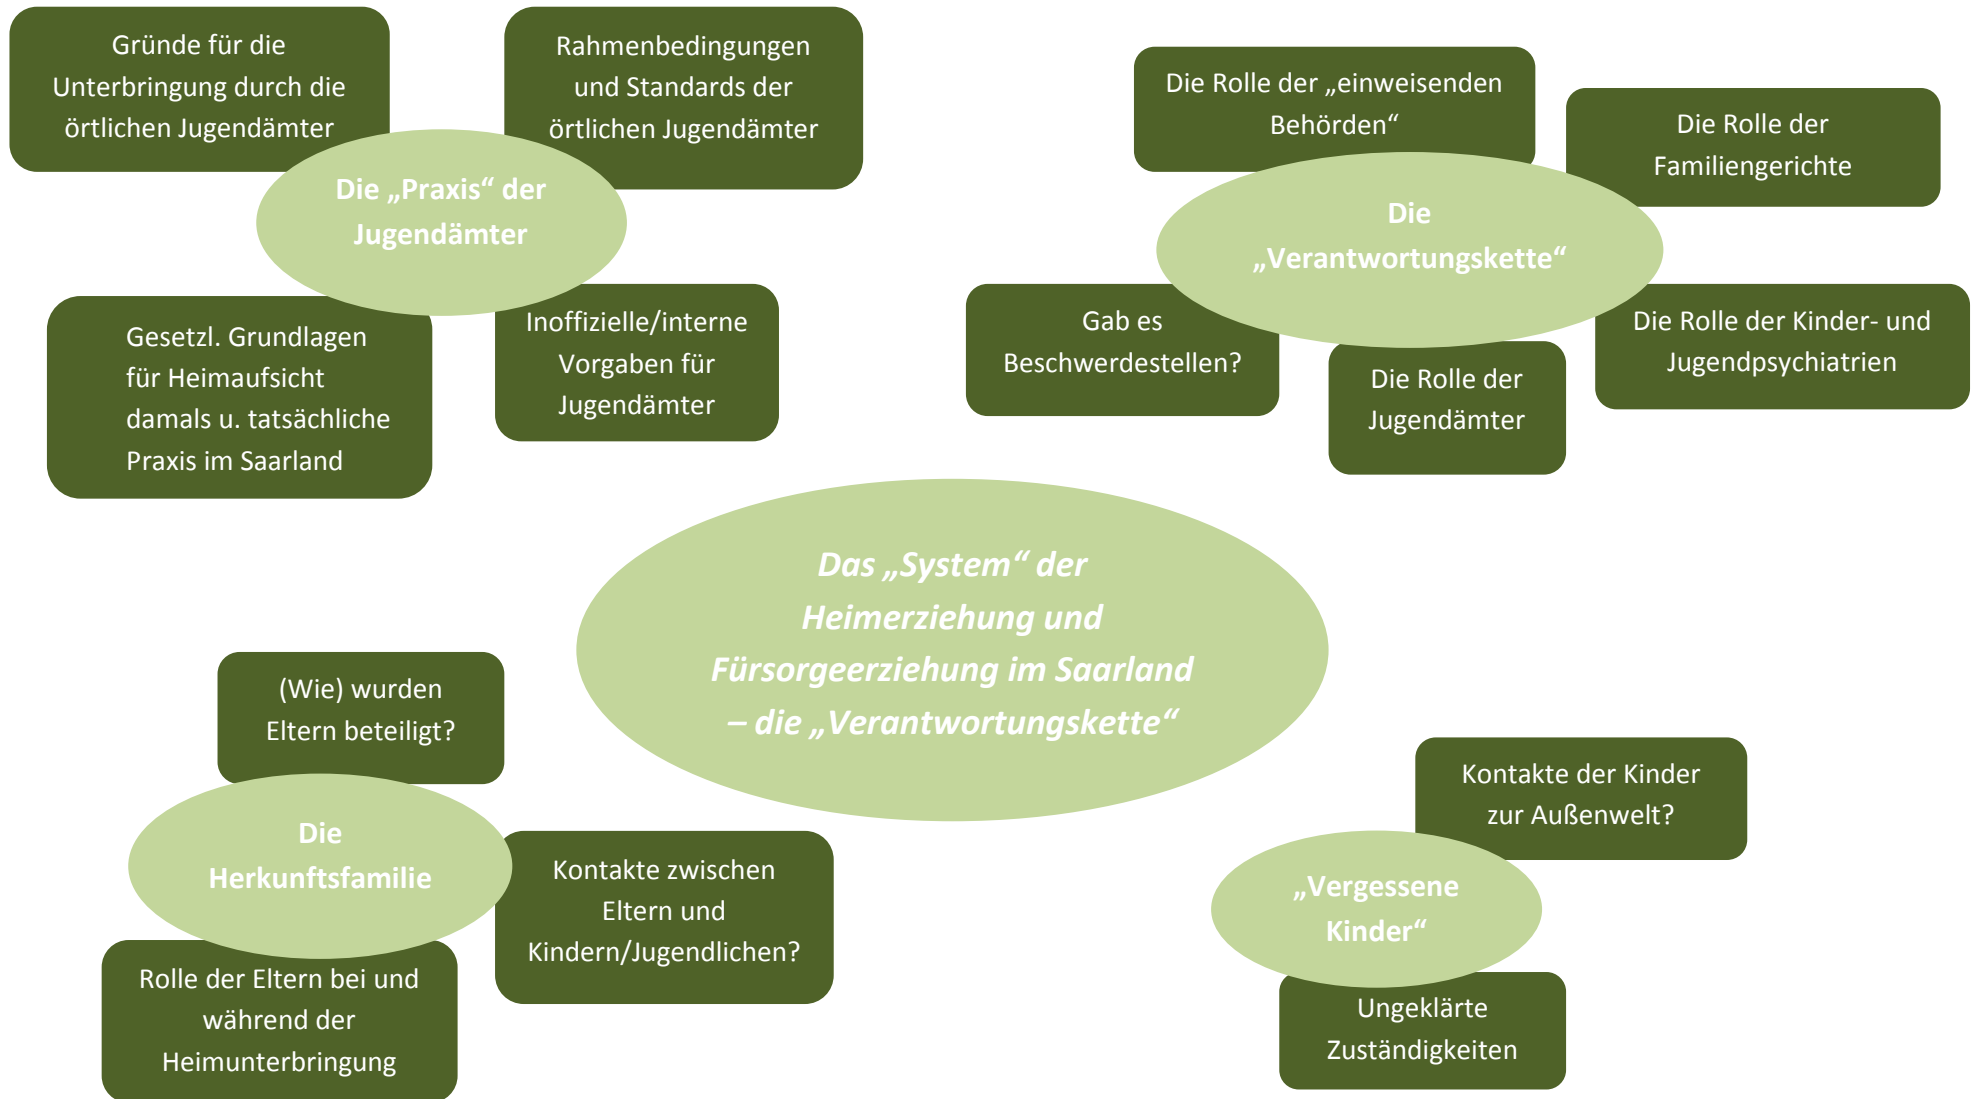 Gründe für die
Unterbringung durch die
örtlichen Jugendämter
Rahmenbedingungen
und Standards der
örtlichen Jugendämter
Die „Praxis“ der
Jugendämter
Gesetzl. Grundlagen
für Heimaufsicht
damals u. tatsächliche
Praxis im Saarland
Inoffizielle/interne
Vorgaben für
Jugendämter
Die Rolle der „einweisenden
Behörden“
Die Rolle der
Familiengerichte
Die
„Verantwortungskette“
Gab es
Beschwerdestellen?
Die Rolle der
Jugendämter
Die Rolle der Kinder- und
Jugendpsychiatrien
Das „System“ der
Heimerziehung und
Fürsorgeerziehung im Saarland
– die „Verantwortungskette“
(Wie) wurden
Eltern beteiligt?
Die
Herkunftsfamilie
Kontakte zwischen
Eltern und
Kindern/Jugendlichen?
Rolle der Eltern bei und
während der
Heimunterbringung
Kontakte der Kinder
zur Außenwelt?
„Vergessene
Kinder“
Ungeklärte
Zuständigkeiten